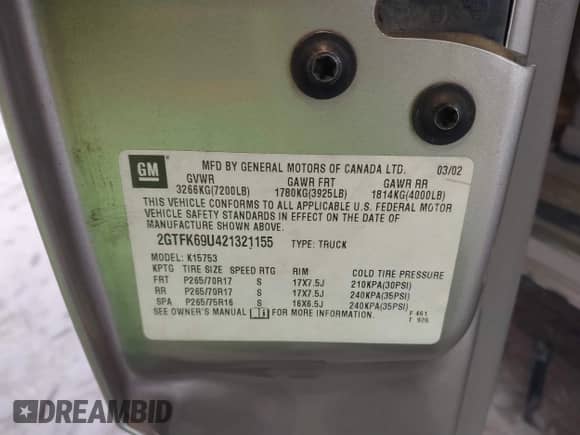 GM
MFD BY GENERAL MOTORS OF CANADA LTD. 03/02
GVWR GAWR FRT GAWR RR
3266KG(7200LB) 1780KG(3925LB) 1814KG(4000LB)
THIS VEHICLE CONFORMS TO ALL APPLICABLE U.S. FEDERAL MOTOR
VEHICLE SAFETY STANDARDS IN EFFECT ON THE DATE OF
MANUFACTURE SHOWN ABOVE.
2GTFK69U421321155 TYPE: TRUCK
MODEL: K15753
KPTG TIRE SIZE SPEED RTG RIM COLD TIRE PRESSURE
FRT P265/70R17 S 17X7.5J 210KPA(30PSI)
RR P265/70R17 S 17X7.5J 240KPA(35PSI)
SPA P265/75R16 S 16X6.5J 240KPA(35PSI)
SEE OWNER'S MANUAL FOR MORE INFORMATION.
F 461
T 926
DREAMBID